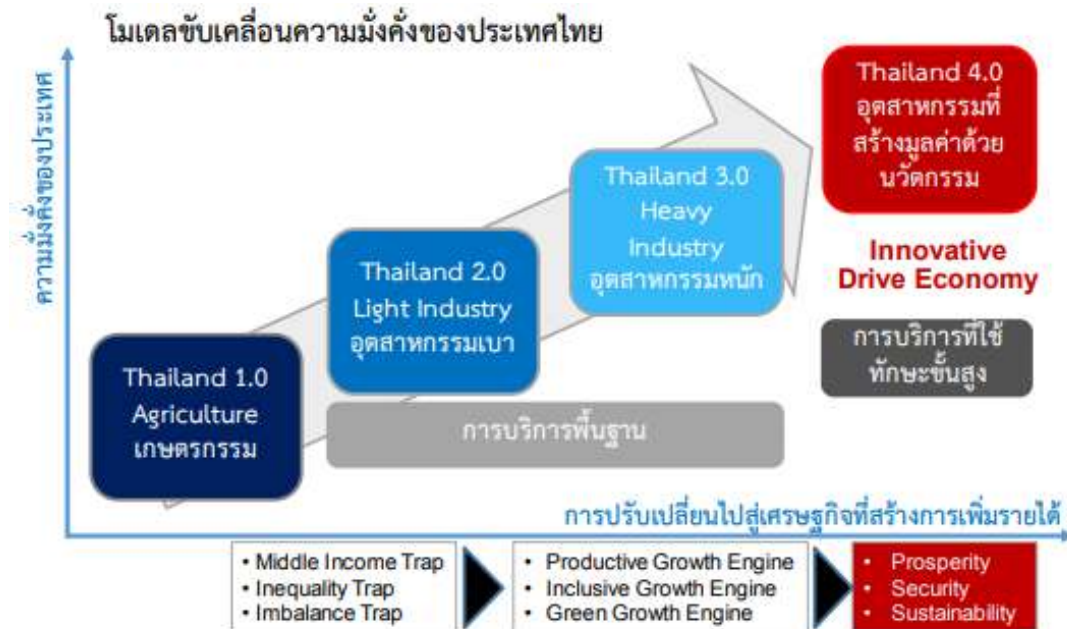 โมเดลขับเคลื่อนความมั่งคั่งของประเทศไทย
ความมั่งคั่งของประเทศ
Thailand 1.0
Agriculture
เกษตรกรรม
Thailand 2.0
Light Industry
อุตสาหกรรมเบา
Thailand 3.0
Heavy
Industry
อุตสาหกรรมหนัก
Thailand 4.0
อุตสาหกรรมที่
สร้างมูลค่าด้วย
นวัตกรรม
Innovative
Drive Economy
การบริการพื้นฐาน
การบริการที่ใช้
ทักษะขั้นสูง
การปรับเปลี่ยนไปสู่เศรษฐกิจที่สร้างการเพิ่มรายได้
• Middle Income Trap
• Inequality Trap
• Imbalance Trap
• Productive Growth Engine
• Inclusive Growth Engine
• Green Growth Engine
• Prosperity
• Security
• Sustainability